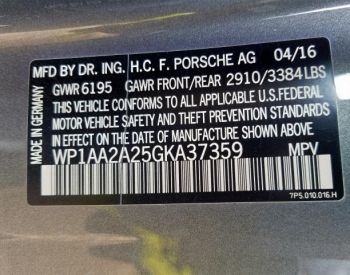 MFD BY DR. ING. H.C. F. PORSCHE AG 04/16
GVWR 6195 GAWR FRONT/REAR 2910/3384 LBS
MADE IN GERMANY
THIS VEHICLE CONFORMS TO ALL APPLICABLE U.S.FEDERAL
MOTOR VEHICLE SAFETY AND THEFT PREVENTION STANDARDS
IN EFFECT ON THE DATE OF MANUFACTURE SHOWN ABOVE.
WP1AA2A25GKA37359 MPV
7P5.010.016.H